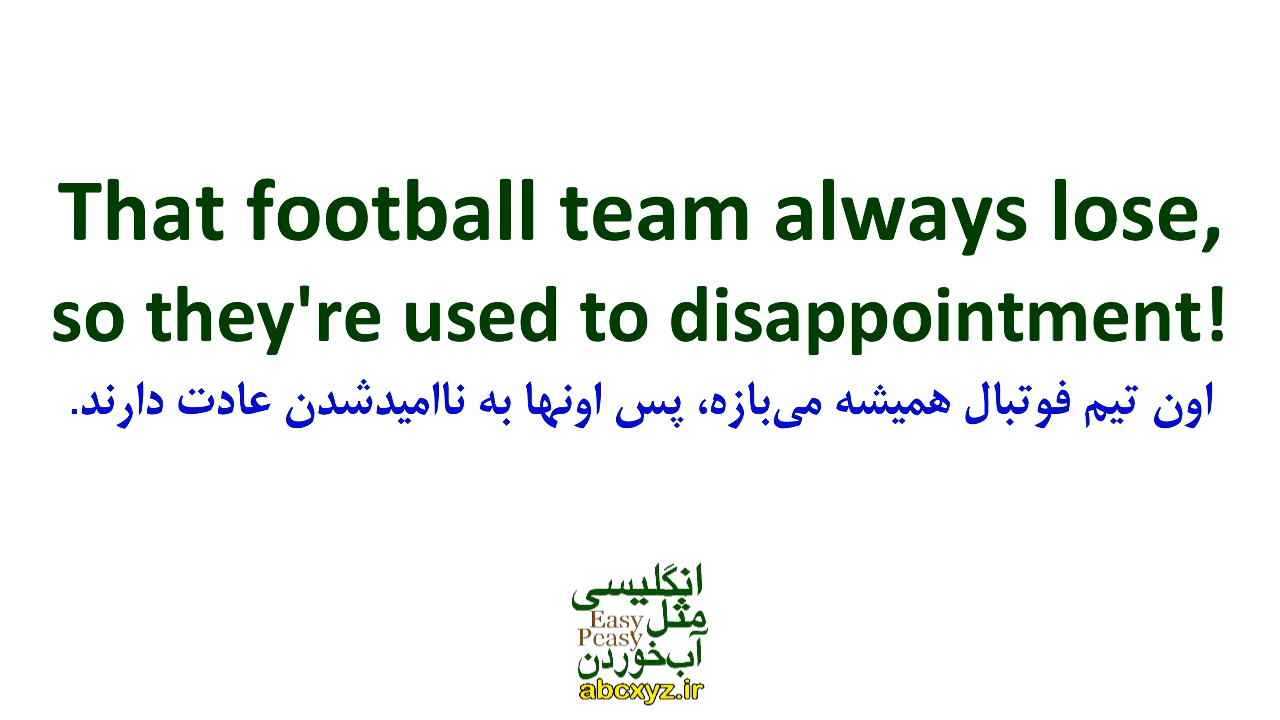 That football team always lose,
so they're used to disappointment!
اون تیم فوتبال همیشه می‌بازه، پس اونها به ناامیدشدن عادت دارند.
انگلیسی
مثل
Easy
Peasy
آب‌خوردن
abcxyz.ir